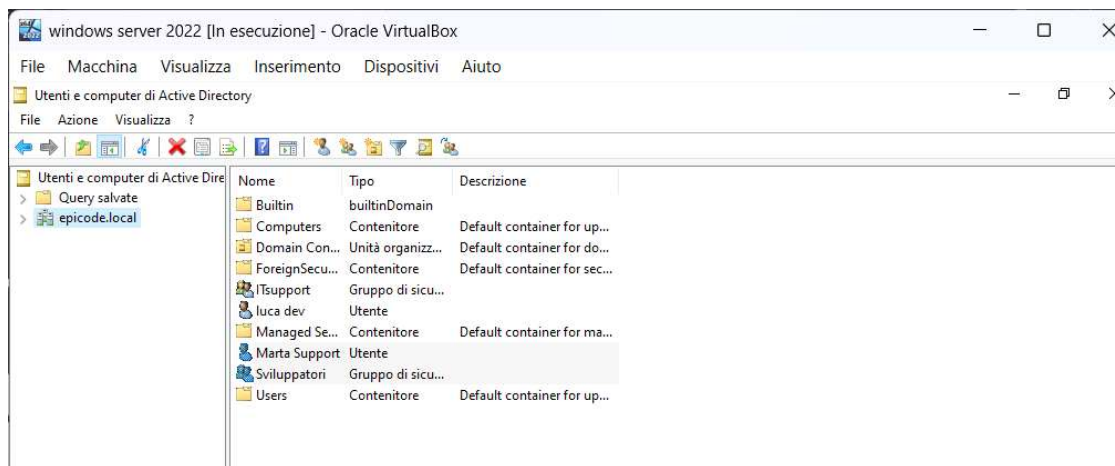 windows server 2022 [In esecuzione] - Oracle VirtualBox
File Macchina Visualizza Inserimento Dispositivi Aiuto
Utenti e computer di Active Directory
File Azione Visualizza ?
Utenti e computer di Active Dire
Query salvate
epicode.local
Nome Tipo Descrizione
Builtin builtinDomain
Computers Contenitore Default container for up...
Domain Con... Unità organizz... Default container for do...
ForeignSecu... Contenitore Default container for sec...
ITsupport Gruppo di sicu...
luca dev Utente
Managed Se... Contenitore Default container for ma...
Marta Support Utente
Sviluppatori Gruppo di sicu...
Users Contenitore Default container for up...